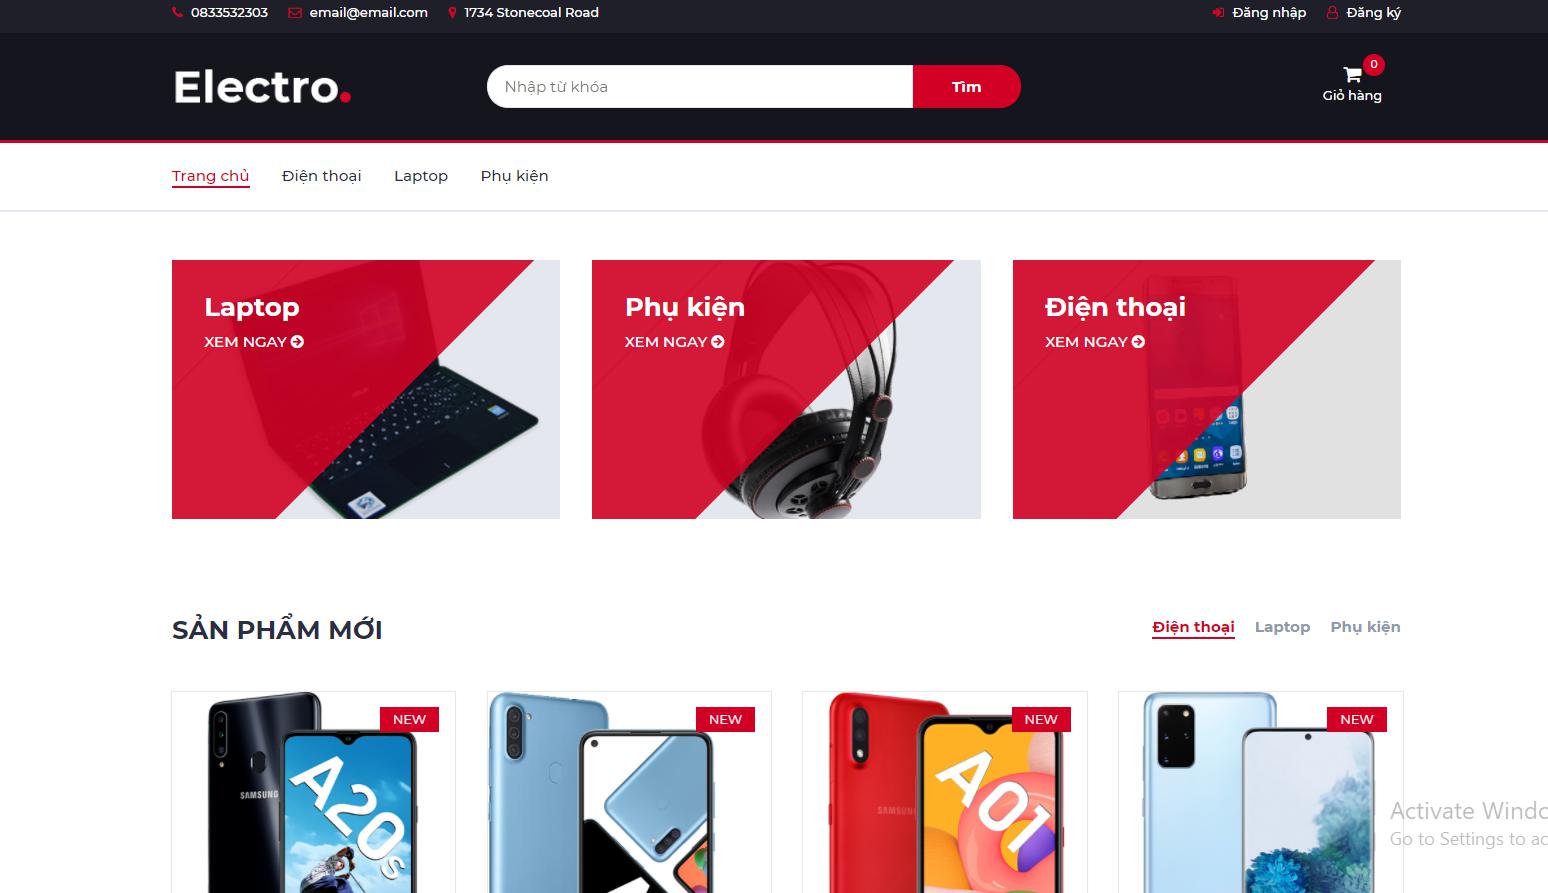 0833532303 email@email.com 1734 Stonecoal Road Đăng nhập Đăng ký
Electro.
Nhập từ khóa
Tìm
0
Giỏ hàng
Trang chủ Điện thoại Laptop Phụ kiện
Laptop
XEM NGAY
Phụ kiện
XEM NGAY
Điện thoại
XEM NGAY
SẢN PHẨM MỚI
Điện thoại Laptop Phụ kiện
NEW
SAMSUNG
A20s
NEW
NEW
SAMSUNG
A01
NEW
Activate Windo
Go to Settings to ac